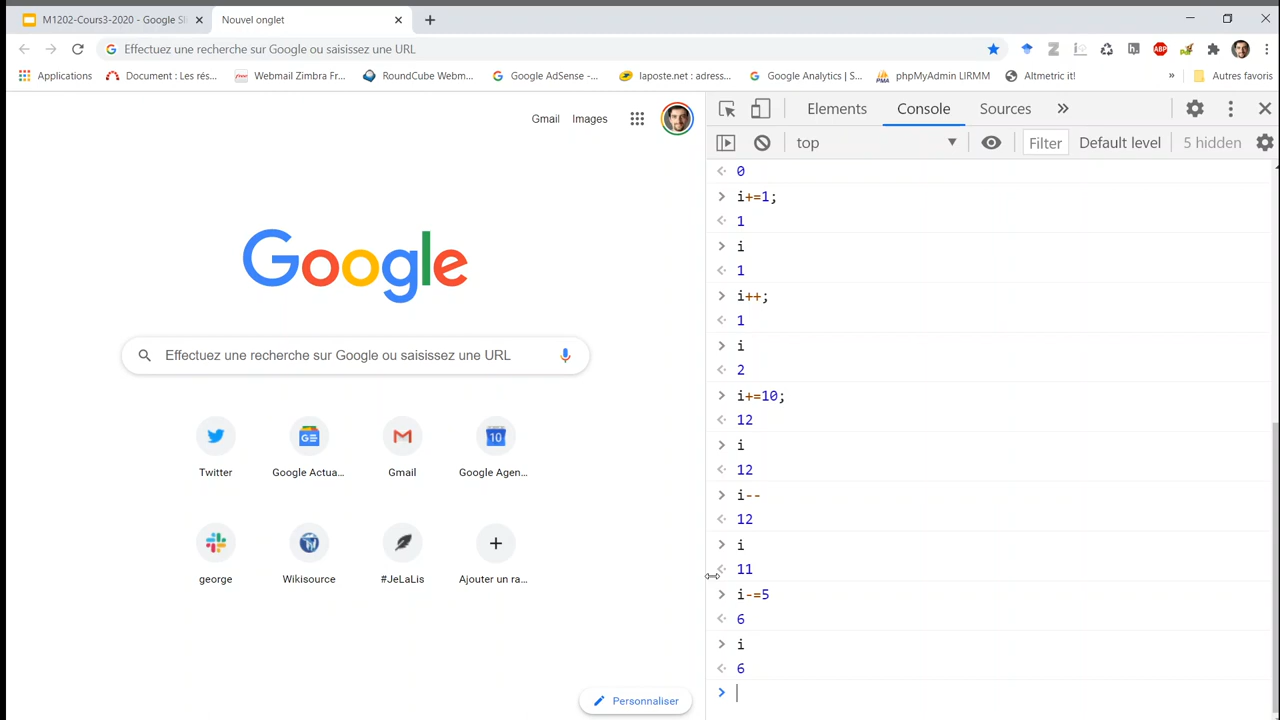 M1202-Cours3-2020 - Google Sl
Nouvel onglet
Effectuez une recherche sur Google ou saisissez une URL
Applications
Document : Les rés...
Webmail Zimbra Fr...
RoundCube Webm...
Google AdSense -...
laposte.net : adress...
Google Analytics | S...
phpMyAdmin LIRMM
Altmetric it!
»
Autres favoris
Gmail
Images
Google
Effectuez une recherche sur Google ou saisissez une URL
Twitter
Google Actua...
Gmail
10
Google Agen...
george
Wikisource
#JeLaLis
Ajouter un ra...
Personnaliser
Elements
Console
Sources
»
top
Filter
Default level
5 hidden
0
i+=1;
1
i
1
i++;
1
i
2
i+=10;
12
i
12
i--
12
i
11
i-=5
6
i
6